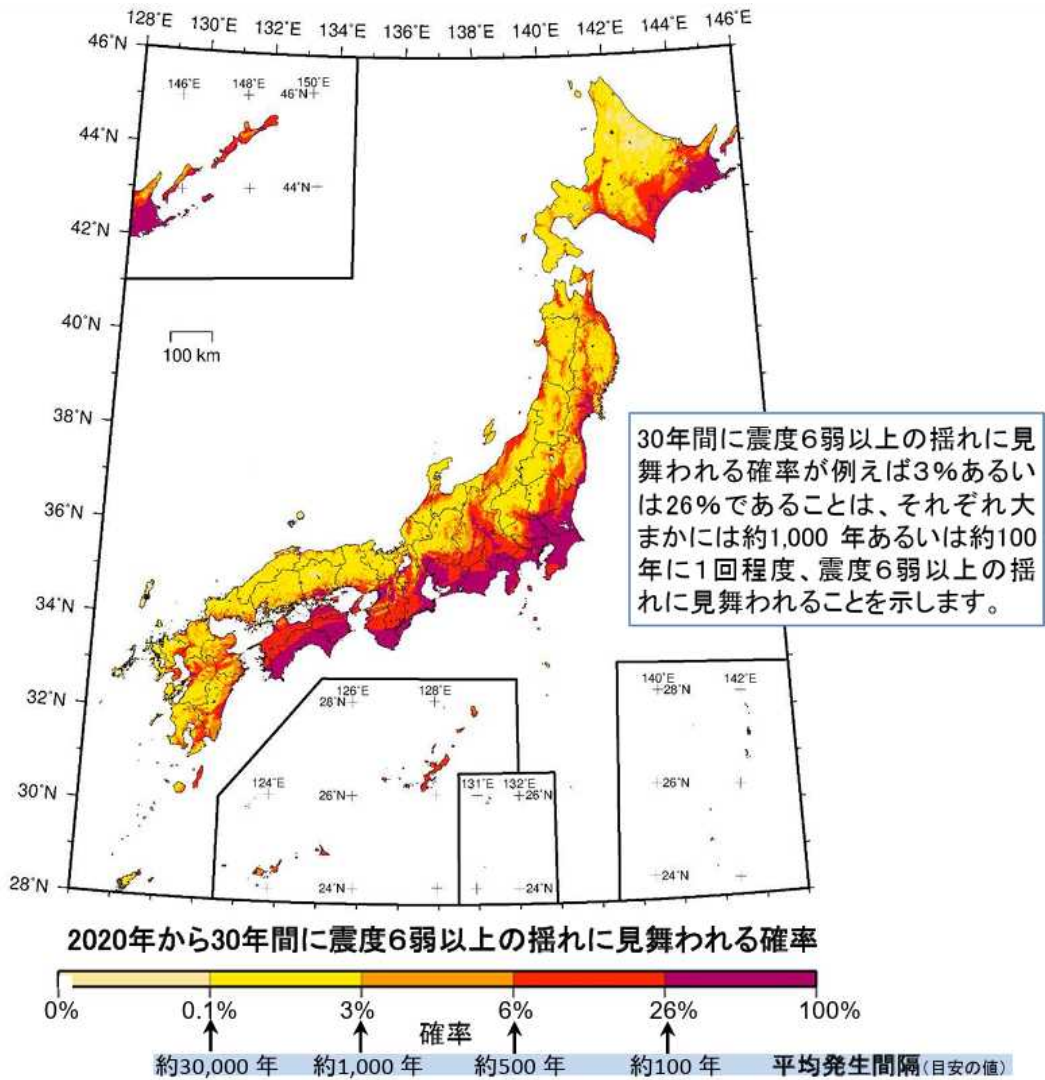 128°E 130°E 132°E 134°E 136°E 138°E 140°E 142°E 144°E 146°E
46°N
146°E 148°E 150°E
46°N
44°N
44°N
42°N
40°N
100 km
38°N
30年間に震度6弱以上の揺れに見
舞われる確率が例えば3%あるい
は26%であることは、それぞれ大
まかには約1,000 年あるいは約100
年に1回程度、震度6弱以上の揺
れに見舞われることを示します。
36°N
34°N
32°N
126°E 128°E
28°N
140°E 142°E
28°N
30°N
124°E
26°N
131°E 132°E
26°N
26°N
28°N
24°N
24°N
24°N
2020年から30年間に震度6弱以上の揺れに見舞われる確率
0% 0.1% 3% 6% 26% 100%
確率
約30,000 年 約1,000 年 約500 年 約100 年 平均発生間隔(目安の値)